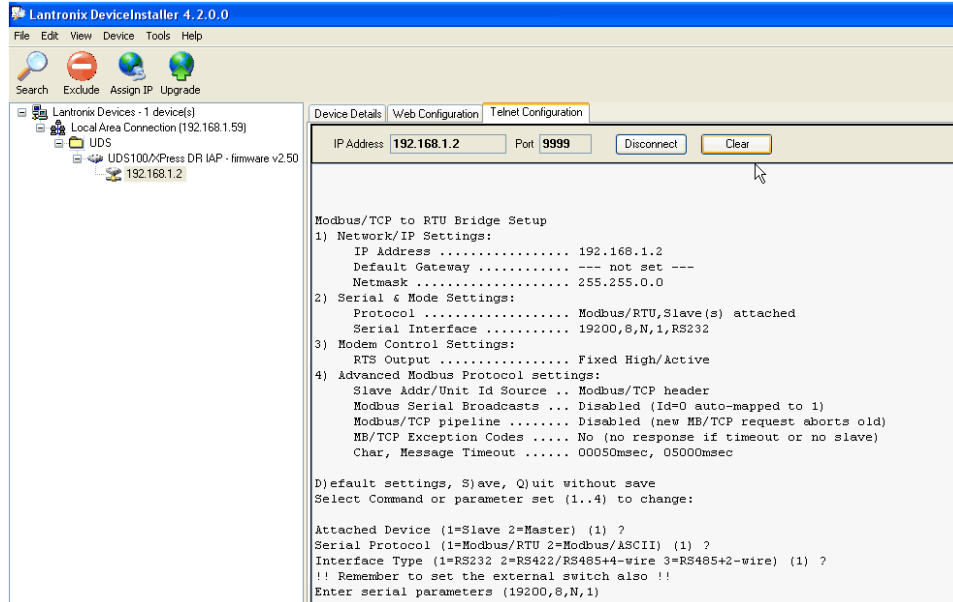 Lantronix DeviceInstaller 4.2.0.0
File Edit View Device Tools Help
Search Exclude Assign IP Upgrade
Lantronix Devices - 1 device(s)
Local Area Connection (192.168.1.59)
UDS
UDS100/XPress DR IAP - firmware v2.50
192.168.1.2
Device Details Web Configuration Telnet Configuration
IP Address 192.168.1.2 Port 9999 Disconnect Clear
Modbus/TCP to RTU Bridge Setup
1) Network/IP Settings:
IP Address ................. 192.168.1.2
Default Gateway ............ --- not set ---
Netmask .................... 255.255.0.0
2) Serial & Mode Settings:
Protocol ................... Modbus/RTU,Slave(s) attached
Serial Interface ........... 19200,8,N,1,RS232
3) Modem Control Settings:
RTS Output ................. Fixed High/Active
4) Advanced Modbus Protocol settings:
Slave Addr/Unit Id Source .. Modbus/TCP header
Modbus Serial Broadcasts ... Disabled (Id=0 auto-mapped to 1)
Modbus/TCP pipeline ........ Disabled (new MB/TCP request aborts old)
MB/TCP Exception Codes ..... No (no response if timeout or no slave)
Char, Message Timeout ...... 00050msec, 05000msec
D)efault settings, S)ave, Q)uit without save
Select Command or parameter set (1..4) to change:
Attached Device (1=Slave 2=Master) (1) ?
Serial Protocol (1=Modbus/RTU 2=Modbus/ASCII) (1) ?
Interface Type (1=RS232 2=RS422/RS485+4-wire 3=RS485+2-wire) (1) ?
!! Remember to set the external switch also !!
Enter serial parameters (19200,8,N,1)